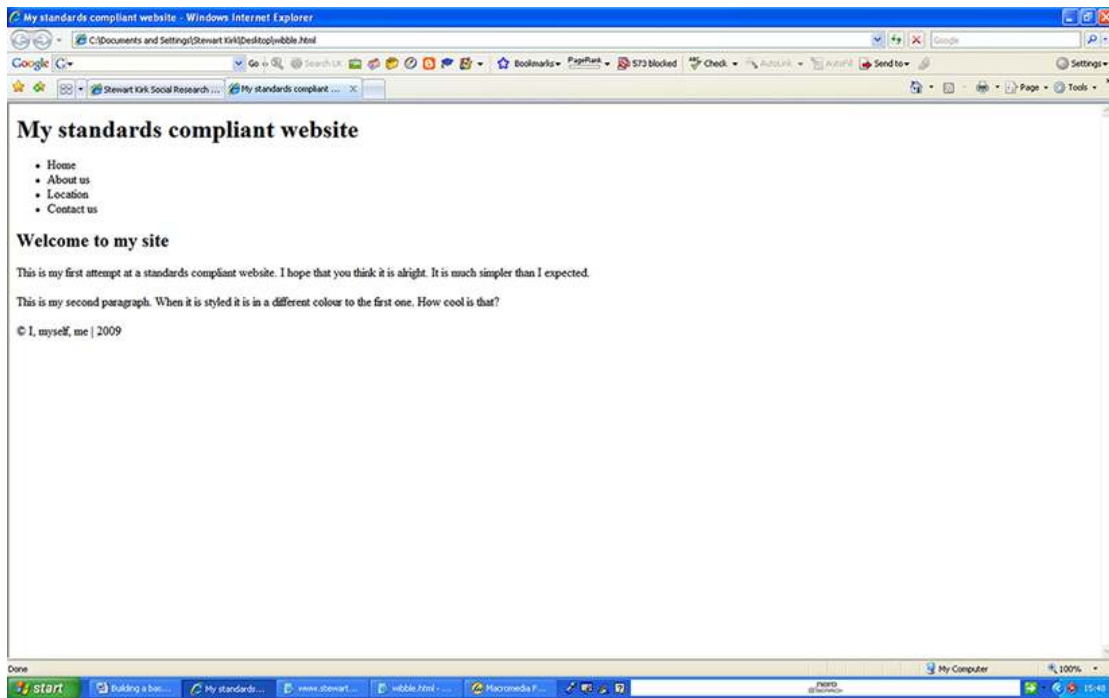 My standards compliant website - Windows Internet Explorer
C:\Documents and Settings\Stewart Kirk\Desktop\wibble.html
Google
Google
Go
Bookmarks
PageRank
573 blocked
Check
AutoLink
AutoFill
Send to
Settings
Stewart Kirk Social Research ...
My standards compliant ...
Page
Tools
My standards compliant website
• Home
• About us
• Location
• Contact us
Welcome to my site
This is my first attempt at a standards compliant website. I hope that you think it is alright. It is much simpler than I expected.
This is my second paragraph. When it is styled it is in a different colour to the first one. How cool is that?
© I, myself, me | 2009
Done
My Computer
100%
start
Building a bas...
My standards...
www.stewart...
wibble.html - ...
Macromedia F...